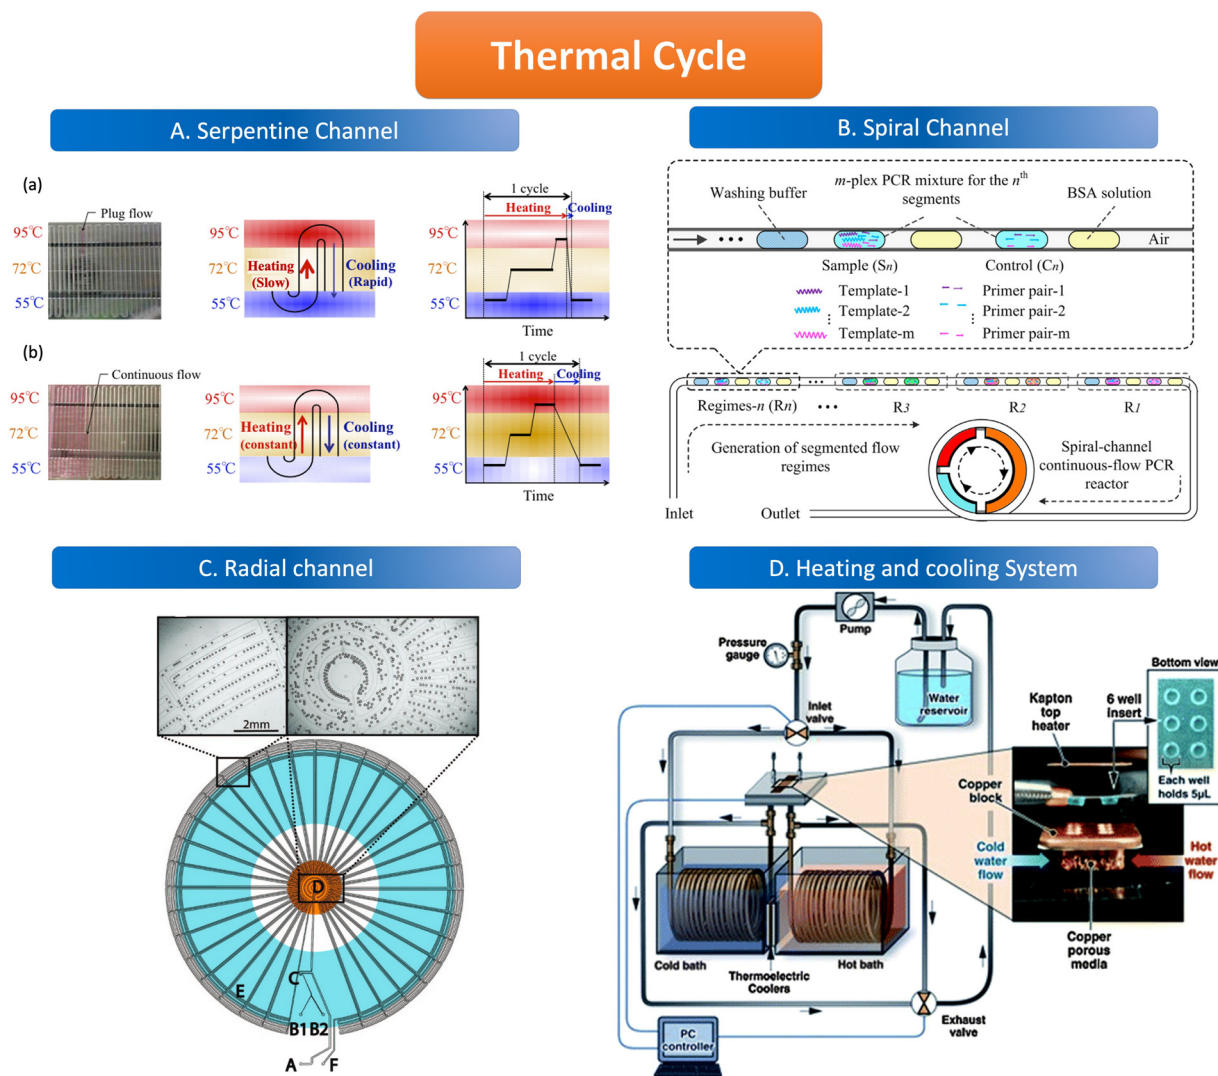 Thermal Cycle
A. Serpentine Channel
(a)
Plug flow
95℃
72℃
55℃
Heating
(Slow)
Cooling
(Rapid)
1 cycle
Heating
Cooling
95℃
72℃
55℃
Time
(b)
Continuous flow
95℃
72℃
55℃
95℃
72℃
55℃
Heating
(constant)
Cooling
(constant)
1 cycle
Heating
Cooling
95℃
72℃
55℃
Time
B. Spiral Channel
Washing buffer
m-plex PCR mixture for the nth
segments
BSA solution
Air
Sample (Sn)
Control (Cn)
Template-1
Primer pair-1
Template-2
Primer pair-2
Template-m
Primer pair-m
Regimes-n (Rn)
R3
R2
R1
Generation of segmented flow
regimes
Spiral-channel
continuous-flow PCR
reactor
Inlet
Outlet
C. Radial channel
2mm
D
C
E
B1 B2
A
F
D. Heating and cooling System
Pump
Pressure
gauge
Water
reservoir
Inlet
valve
Bottom view
Kapton
top
heater
6 well
Insert
Each well
holds 5µL
Copper
block
Cold
water
flow
Hot
water
flow
Copper
porous
media
Cold bath
Hot bath
Thermoelectric
Coolers
Exhaust
valve
PC
controller